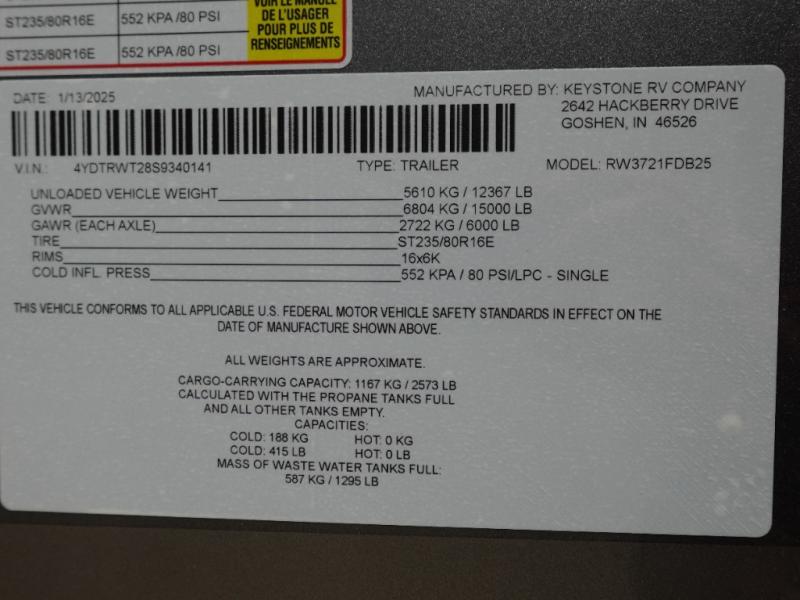 ST235/80R16E 552 KPA /80 PSI
ST235/80R16E 552 KPA /80 PSI
VOIR LE MANUEL
DE L'USAGER
POUR PLUS DE
RENSEIGNEMENTS
DATE: 1/13/2025
MANUFACTURED BY: KEYSTONE RV COMPANY
2642 HACKBERRY DRIVE
GOSHEN, IN 46526
V.I.N.: 4YDTRWT28S9340141 TYPE: TRAILER MODEL: RW3721FDB25
UNLOADED VEHICLE WEIGHT 5610 KG / 12367 LB
GVWR 6804 KG / 15000 LB
GAWR (EACH AXLE) 2722 KG / 6000 LB
TIRE ST235/80R16E
RIMS 16x6K
COLD INFL. PRESS 552 KPA / 80 PSI/LPC - SINGLE
THIS VEHICLE CONFORMS TO ALL APPLICABLE U.S. FEDERAL MOTOR VEHICLE SAFETY STANDARDS IN EFFECT ON THE
DATE OF MANUFACTURE SHOWN ABOVE.
ALL WEIGHTS ARE APPROXIMATE.
CARGO-CARRYING CAPACITY: 1167 KG / 2573 LB
CALCULATED WITH THE PROPANE TANKS FULL
AND ALL OTHER TANKS EMPTY.
CAPACITIES:
COLD: 188 KG HOT: 0 KG
COLD: 415 LB HOT: 0 LB
MASS OF WASTE WATER TANKS FULL:
587 KG / 1295 LB